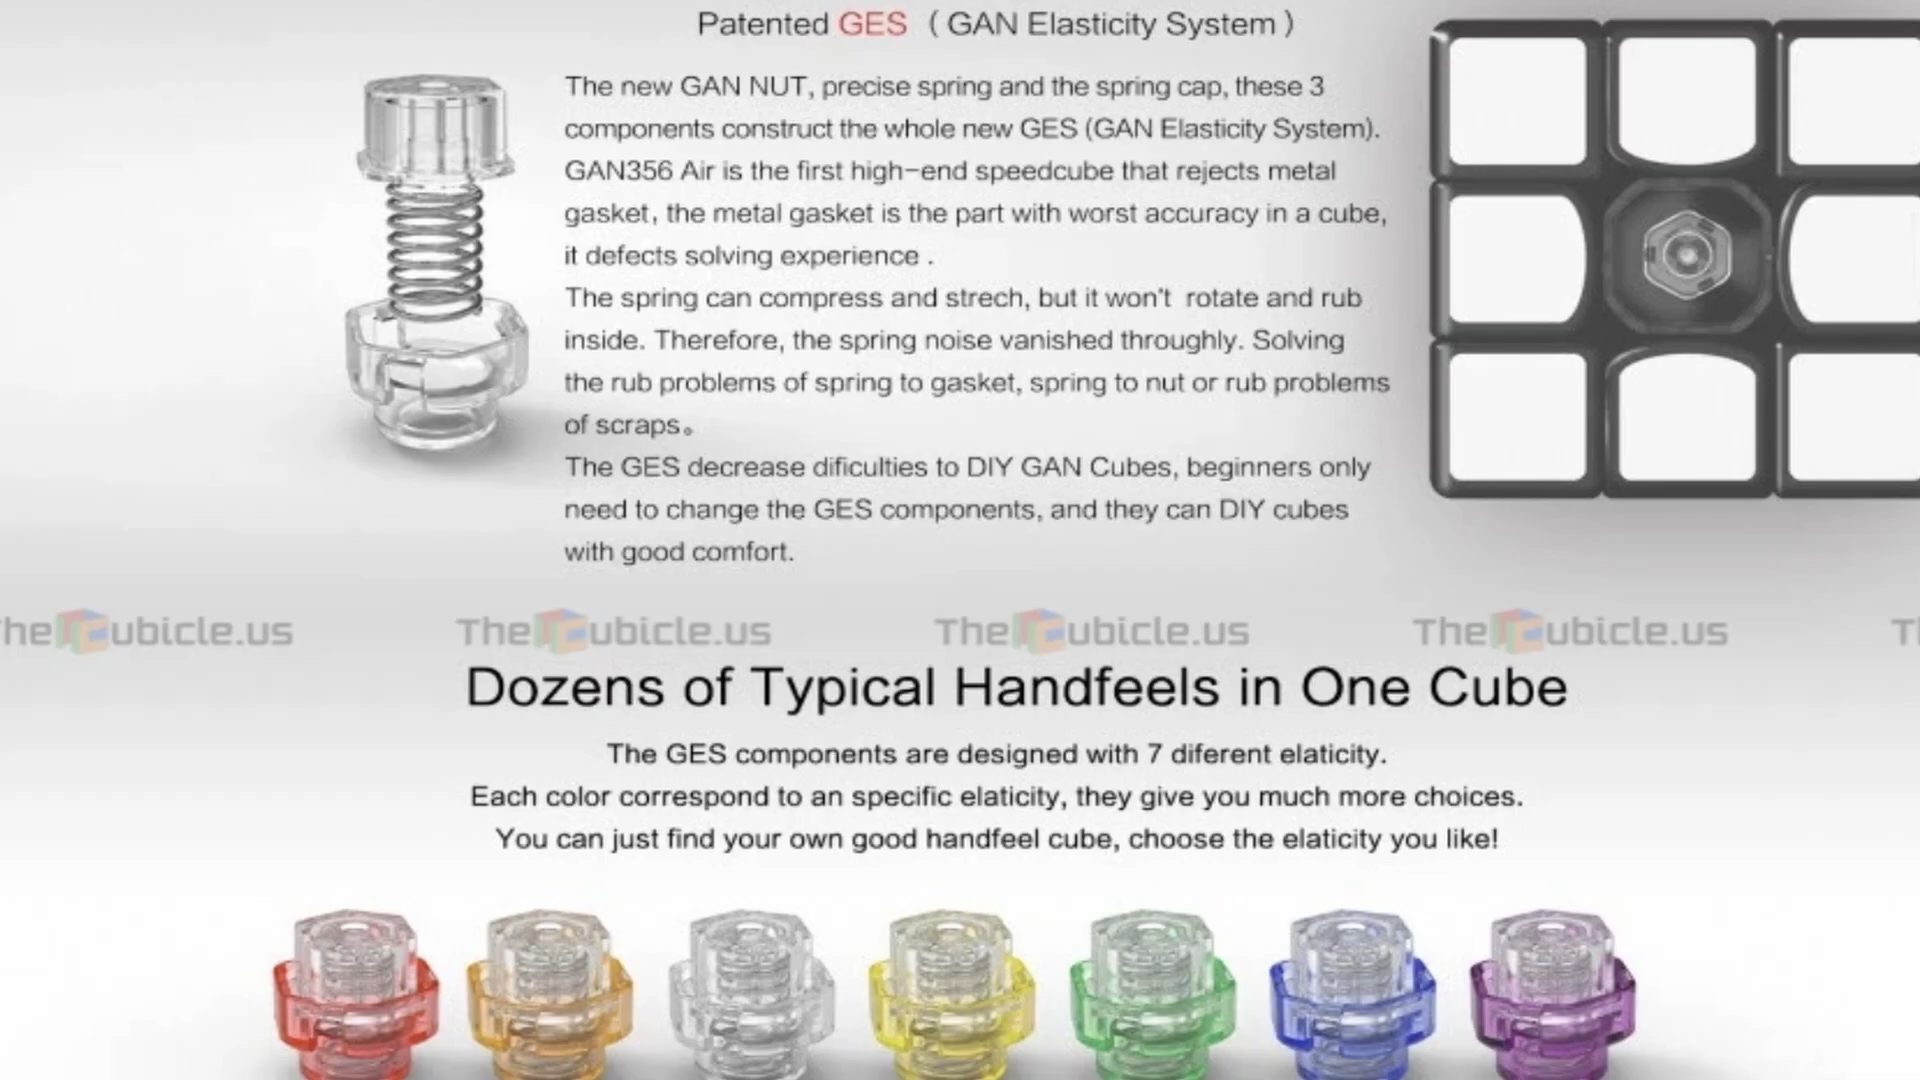 Patented GES （ GAN Elasticity System ）
The new GAN NUT, precise spring and the spring cap, these 3
components construct the whole new GES (GAN Elasticity System).
GAN356 Air is the first high-end speedcube that rejects metal
gasket, the metal gasket is the part with worst accuracy in a cube,
it defects solving experience .
The spring can compress and strech, but it won't rotate and rub
inside. Therefore, the spring noise vanished throughly. Solving
the rub problems of spring to gasket, spring to nut or rub problems
of scraps。
The GES decrease dificulties to DIY GAN Cubes, beginners only
need to change the GES components, and they can DIY cubes
with good comfort.
he ubicle.us The ubicle.us The ubicle.us The ubicle.us T
Dozens of Typical Handfeels in One Cube
The GES components are designed with 7 diferent elaticity.
Each color correspond to an specific elaticity, they give you much more choices.
You can just find your own good handfeel cube, choose the elaticity you like!